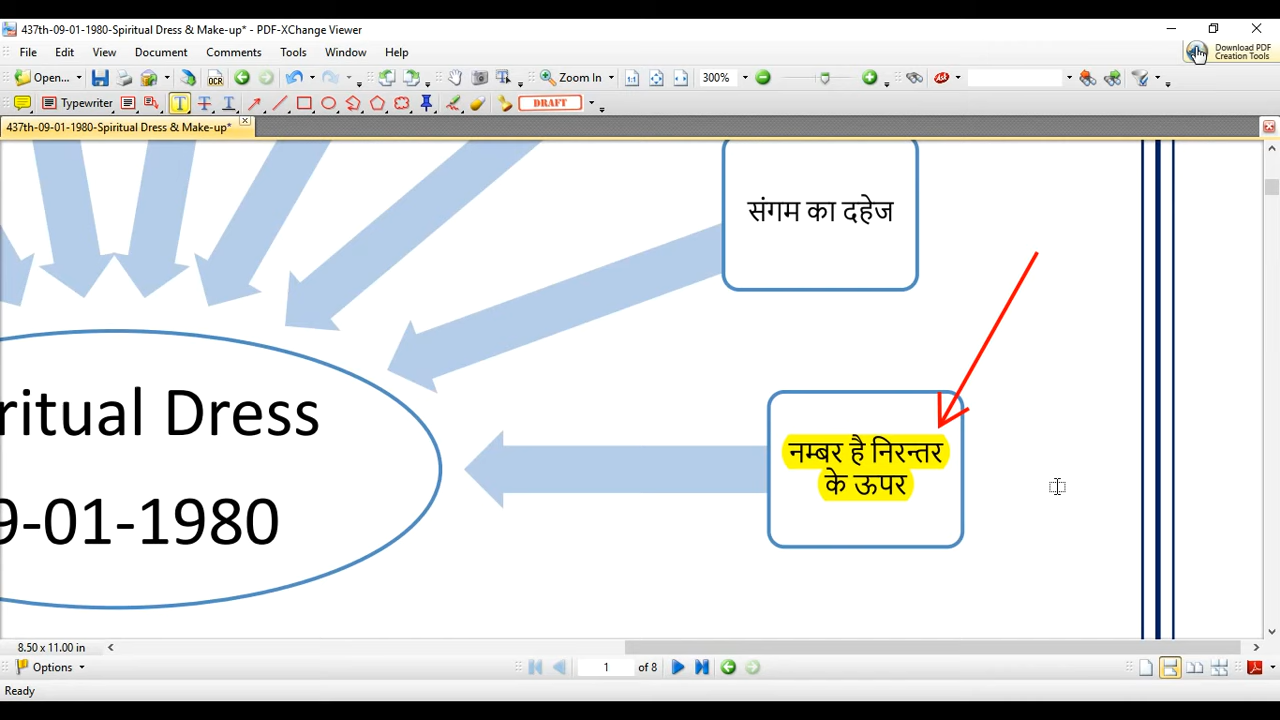 437th-09-01-1980-Spiritual Dress & Make-up* - PDF-XChange Viewer
File Edit View Document Comments Tools Window Help
Download PDF
Creation Tools
Open... OCR Zoom In 300%
Typewriter DRAFT
437th-09-01-1980-Spiritual Dress & Make-up*
संगम का दहेज
नम्बर है निरन्तर
के ऊपर
ritual Dress
9-01-1980
8.50 x 11.00 in
Options 1 of 8
Ready